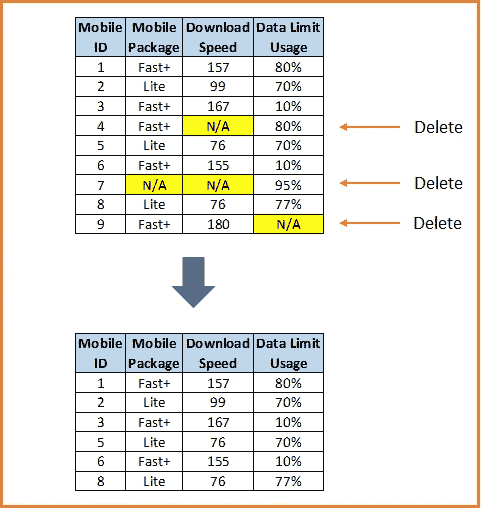 Mobile ID Mobile Package Download Speed Data Limit Usage
1 Fast+ 157 80%
2 Lite 99 70%
3 Fast+ 167 10%
4 Fast+ N/A 80% Delete
5 Lite 76 70%
6 Fast+ 155 10%
7 N/A N/A 95% Delete
8 Lite 76 77%
9 Fast+ 180 N/A Delete
Mobile ID Mobile Package Download Speed Data Limit Usage
1 Fast+ 157 80%
2 Lite 99 70%
3 Fast+ 167 10%
5 Lite 76 70%
6 Fast+ 155 10%
8 Lite 76 77%